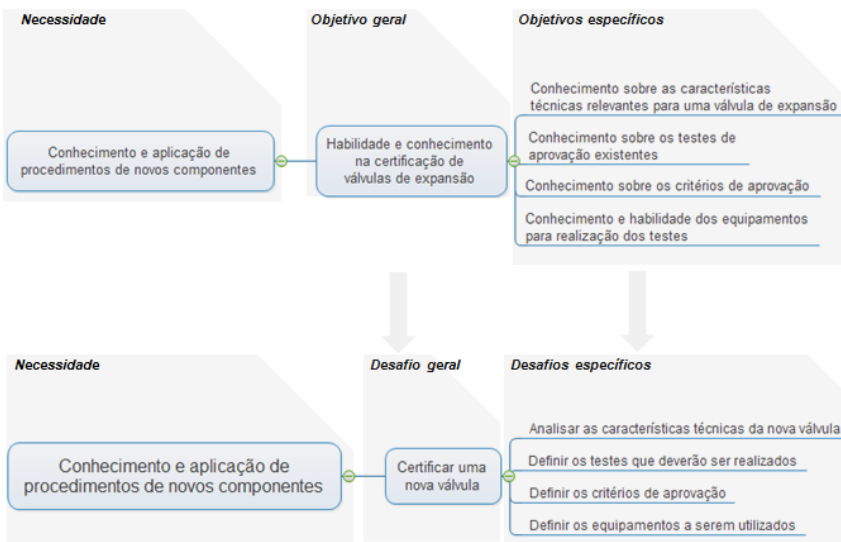 Necessidade
Objetivo geral
Objetivos específicos
Conhecimento e aplicação de
procedimentos de novos componentes
Habilidade e conhecimento
na certificação de
válvulas de expansão
Conhecimento sobre as características
técnicas relevantes para uma válvula de expansão
Conhecimento sobre os testes de
aprovação existentes
Conhecimento sobre os critérios de aprovação
Conhecimento e habilidade dos equipamentos
para realização dos testes
Necessidade
Desafio geral
Desafios específicos
Conhecimento e aplicação de
procedimentos de novos componentes
Certificar uma
nova válvula
Analisar as características técnicas da nova válvula
Definir os testes que deverão ser realizados
Definir os critérios de aprovação
Definir os equipamentos a serem utilizados